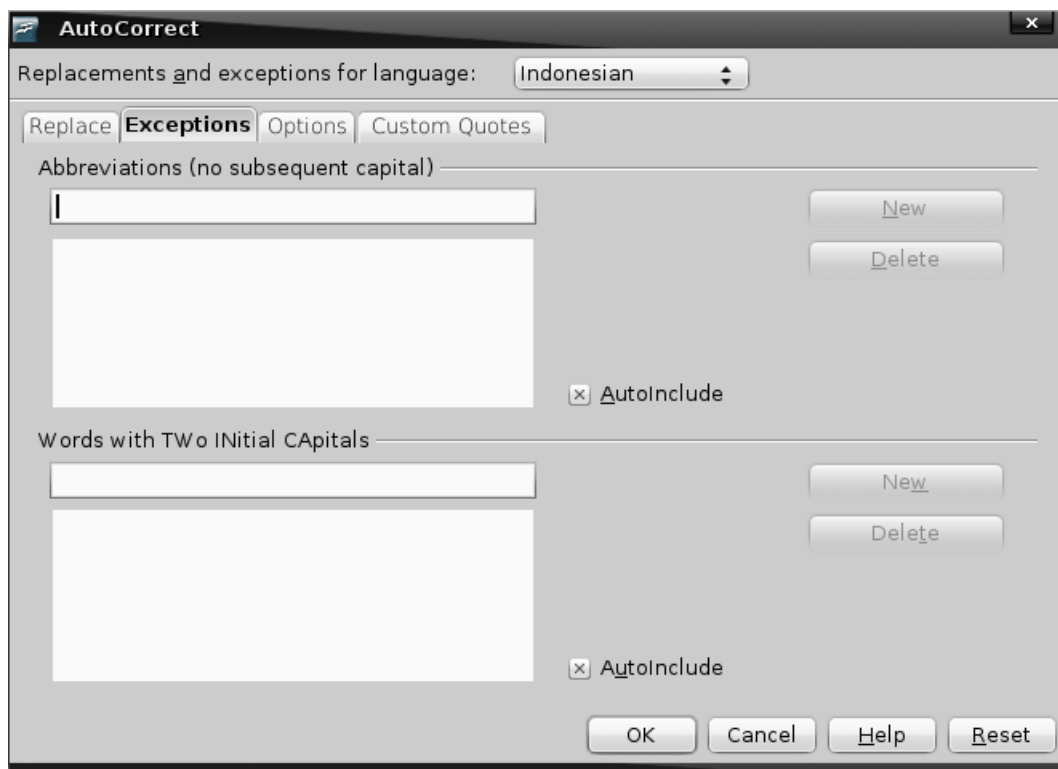 AutoCorrect
Replacements and exceptions for language: Indonesian
Replace Exceptions Options Custom Quotes
Abbreviations (no subsequent capital)
New
Delete
AutoInclude
Words with TWo INitial CApitals
New
Delete
AutoInclude
OK Cancel Help Reset